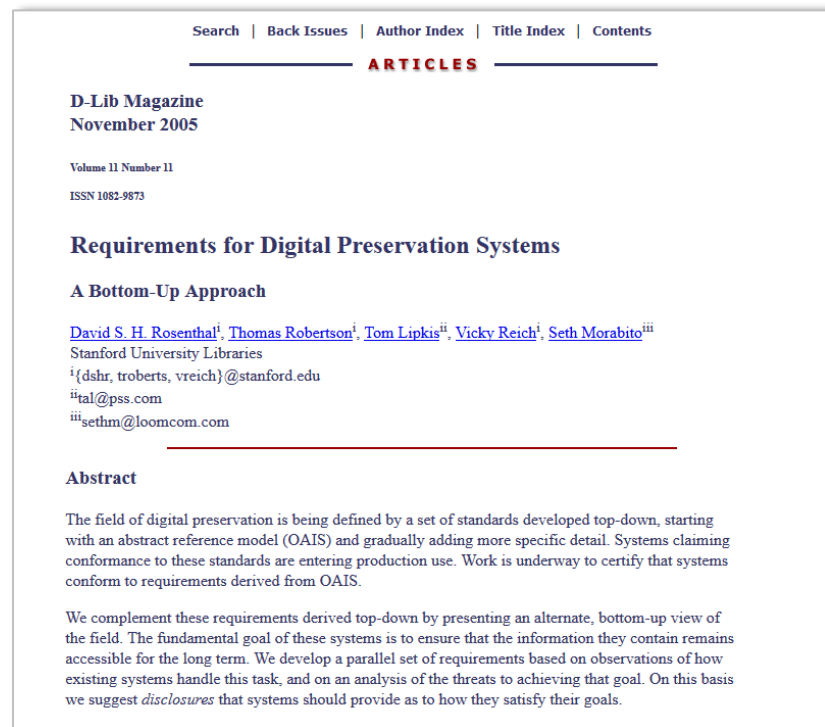 Search | Back Issues | Author Index | Title Index | Contents
ARTICLES
D-Lib Magazine
November 2005
Volume 11 Number 11
ISSN 1082-9873
Requirements for Digital Preservation Systems
A Bottom-Up Approach
David S. H. Rosenthalⁱ, Thomas Robertsonⁱ, Tom Lipkisⁱⁱ, Vicky Reichⁱ, Seth Morabitoⁱⁱⁱ
Stanford University Libraries
ⁱ{dshr, troberts, vreich}@stanford.edu
ⁱⁱtal@pss.com
ⁱⁱⁱsethm@loomcom.com
Abstract
The field of digital preservation is being defined by a set of standards developed top-down, starting
with an abstract reference model (OAIS) and gradually adding more specific detail. Systems claiming
conformance to these standards are entering production use. Work is underway to certify that systems
conform to requirements derived from OAIS.
We complement these requirements derived top-down by presenting an alternate, bottom-up view of
the field. The fundamental goal of these systems is to ensure that the information they contain remains
accessible for the long term. We develop a parallel set of requirements based on observations of how
existing systems handle this task, and on an analysis of the threats to achieving that goal. On this basis
we suggest disclosures that systems should provide as to how they satisfy their goals.